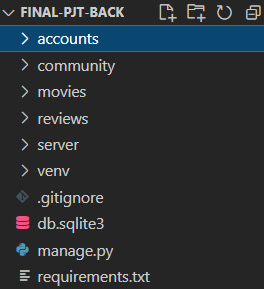 FINAL-PJT-BACK
accounts
community
movies
reviews
server
venv
.gitignore
db.sqlite3
manage.py
requirements.txt